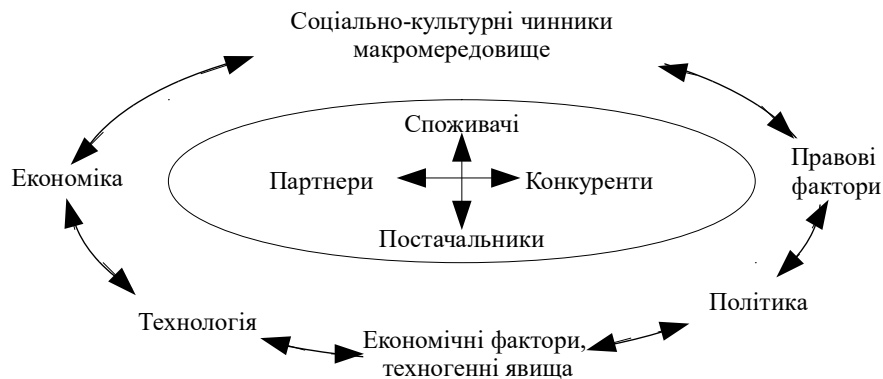 Соціально-культурні чинники
макромередовище
Споживачі
Економіка
Партнери
Конкуренти
Правові
фактори
Постачальники
Технологія
Політика
Економічні фактори,
техногенні явища